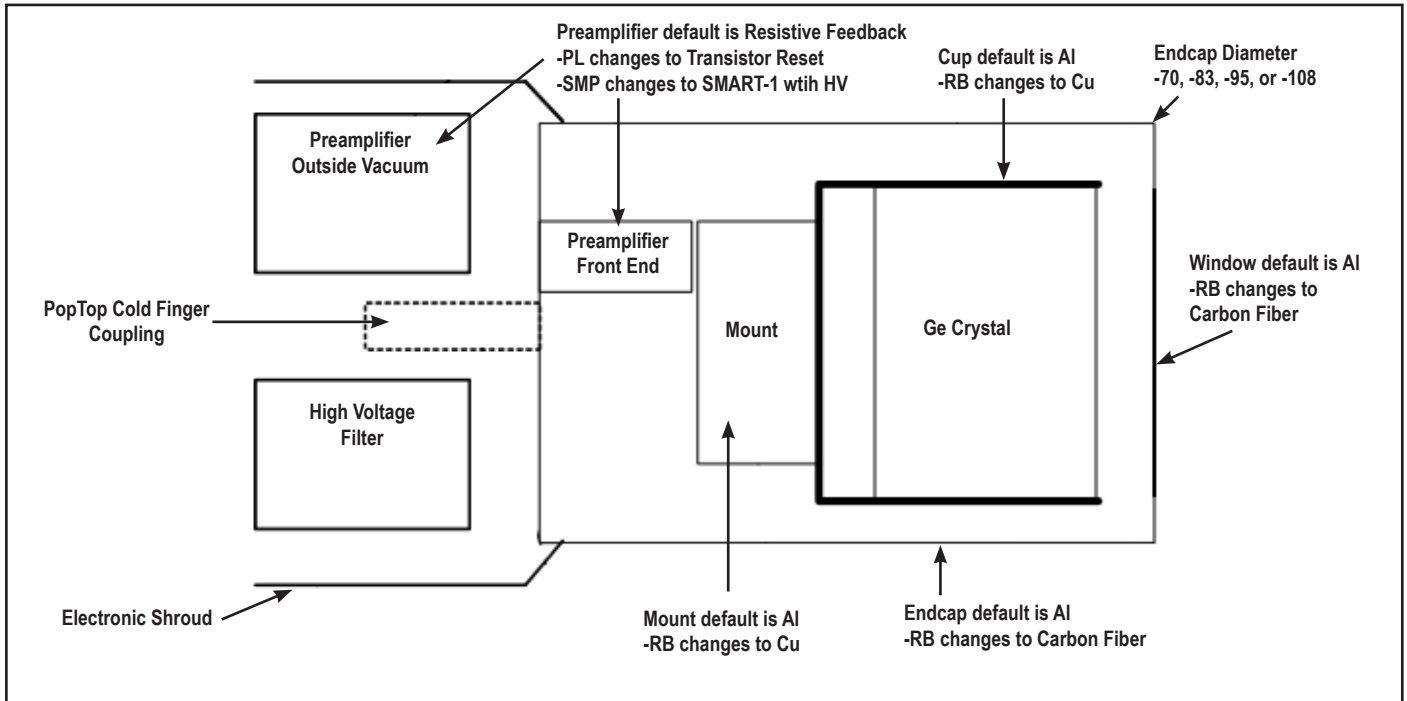 Preamplifier default is Resistive Feedback
-PL changes to Transistor Reset
-SMP changes to SMART-1 wtih HV
Cup default is Al
-RB changes to Cu
Endcap Diameter
-70, -83, -95, or -108
Preamplifier
Outside Vacuum
Preamplifier
Front End
Window default is Al
-RB changes to
Carbon Fiber
PopTop Cold Finger
Coupling
Mount
Ge Crystal
High Voltage
Filter
Electronic Shroud
Mount default is Al
-RB changes to Cu
Endcap default is Al
-RB changes to Carbon Fiber